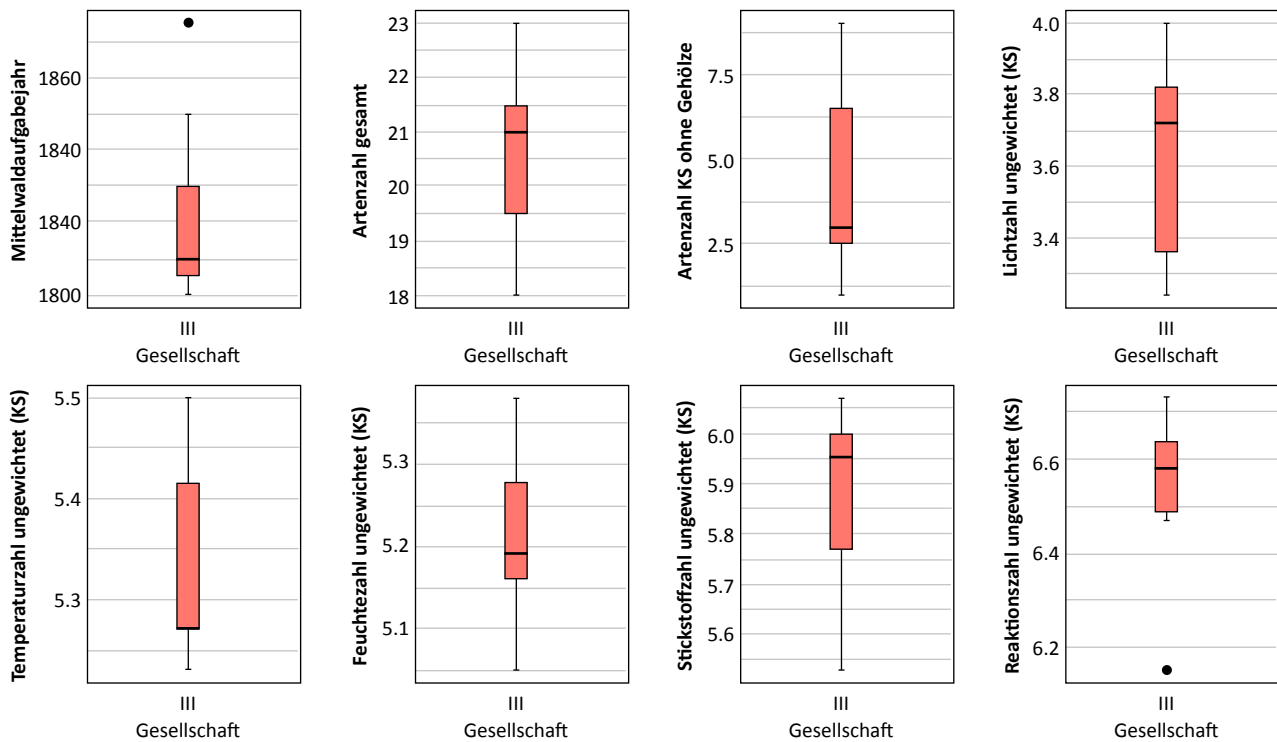 Mittelwaldaufgabejahr
1860
1840
1840
1800
III
Gesellschaft
Artenzahl gesamt
23
22
21
20
19
18
III
Gesellschaft
Artenzahl KS ohne Gehölze
7.5
5.0
2.5
III
Gesellschaft
Lichtzahl ungewichtet (KS)
4.0
3.8
3.6
3.4
III
Gesellschaft
Temperaturzahl ungewichtet (KS)
5.5
5.4
5.3
III
Gesellschaft
Feuchtezahl ungewichtet (KS)
5.3
5.2
5.1
III
Gesellschaft
Stickstoffzahl ungewichtet (KS)
6.0
5.9
5.8
5.7
5.6
III
Gesellschaft
Reaktionszahl ungewichtet (KS)
6.6
6.4
6.2
III
Gesellschaft